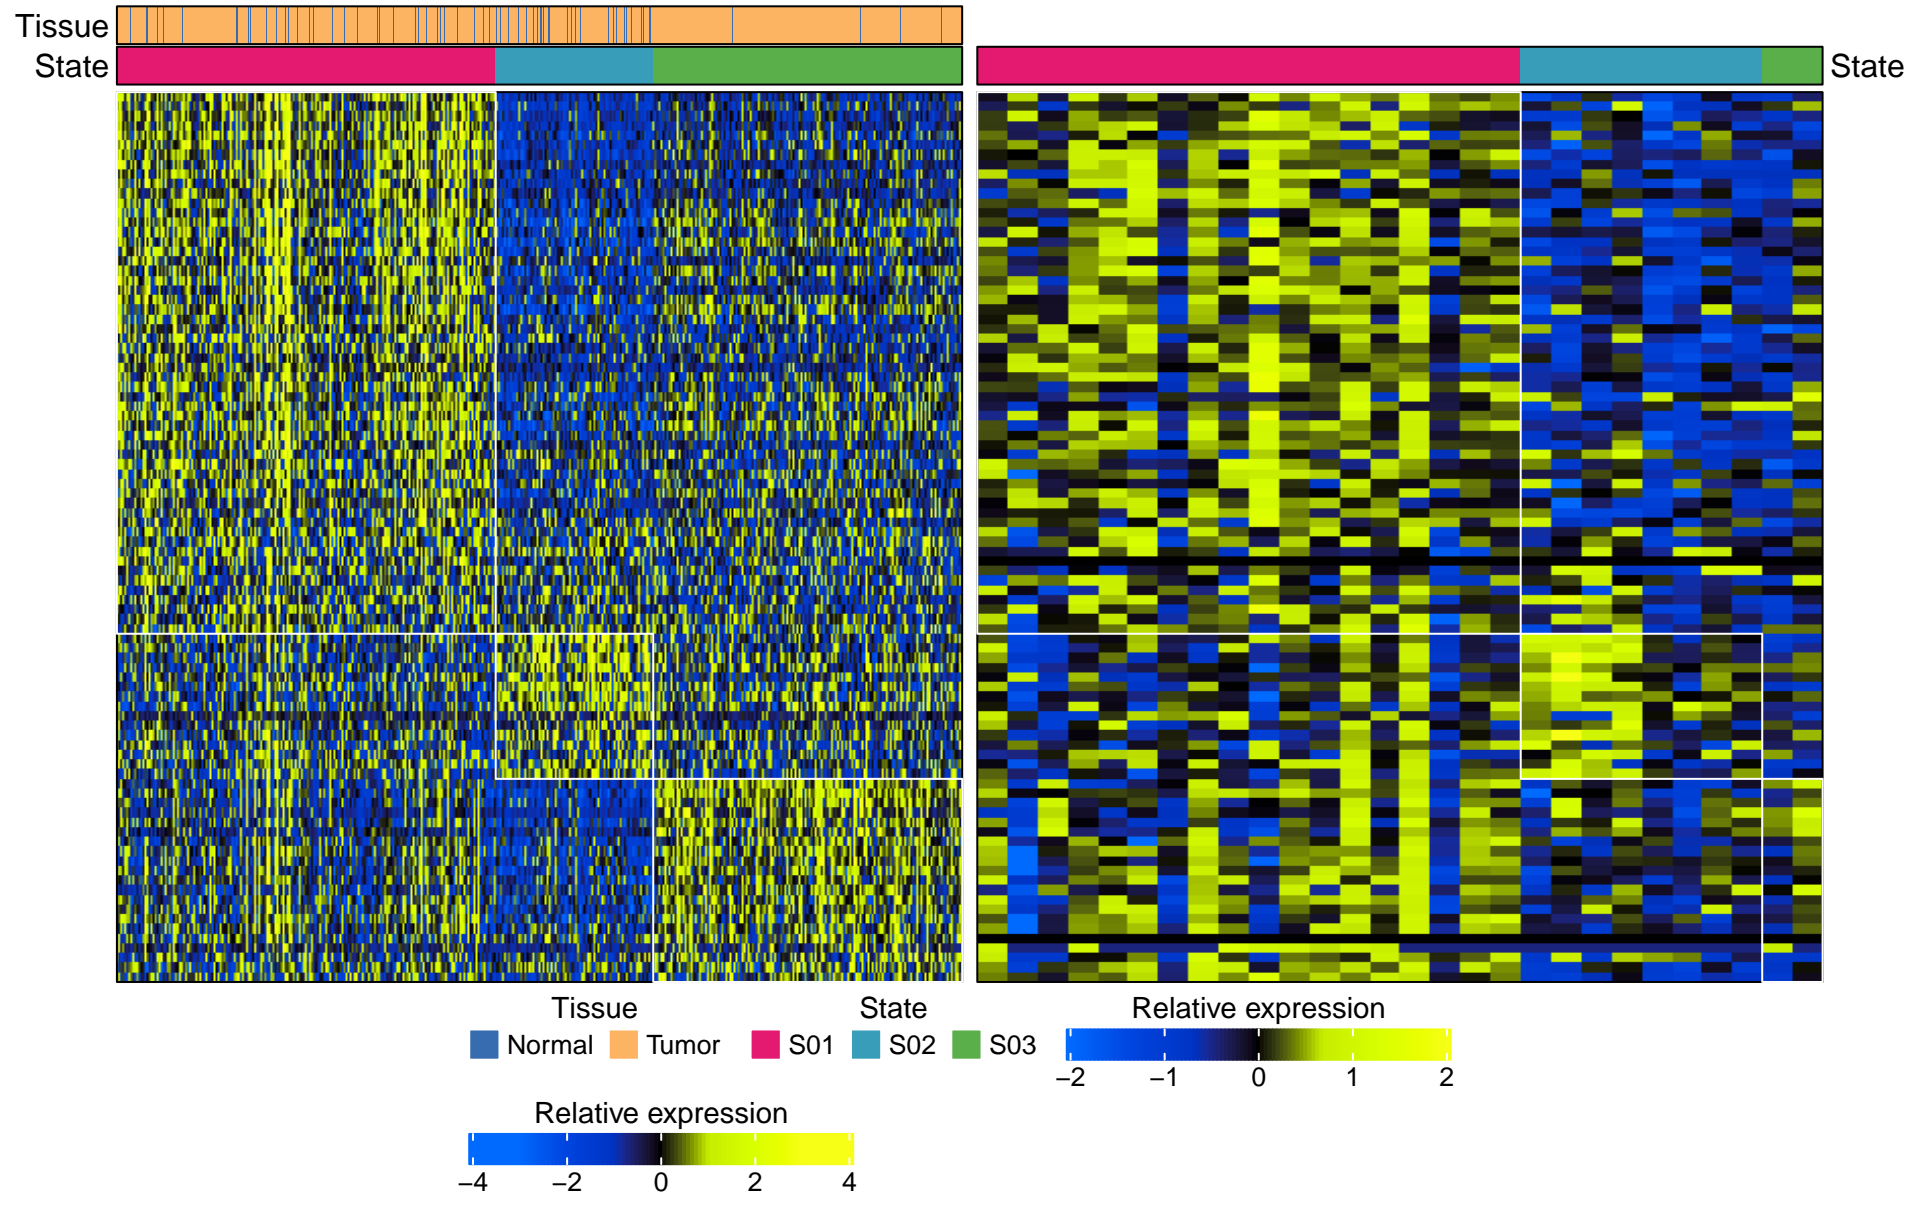 Tissue
State
State
Tissue
Normal Tumor
State
S01 S02 S03
Relative expression
−2 −1 0 1 2
Relative expression
−4 −2 0 2 4